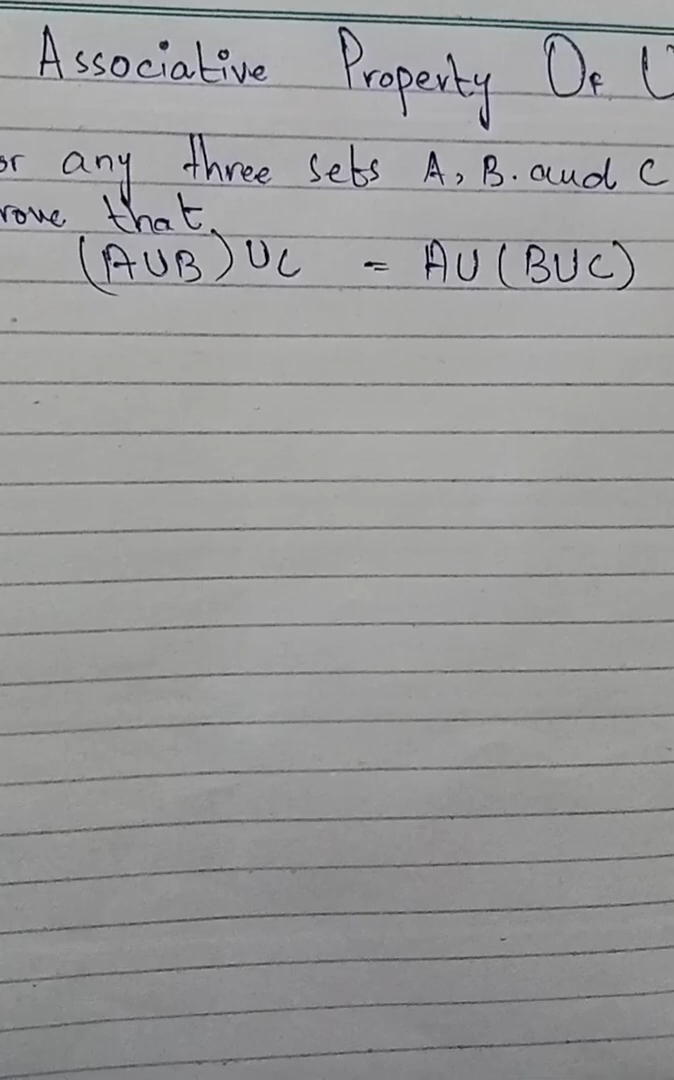 Associative Property Of U
or any three sets A, B. and C
rove that,
(AUB)UC = AU(BUC)